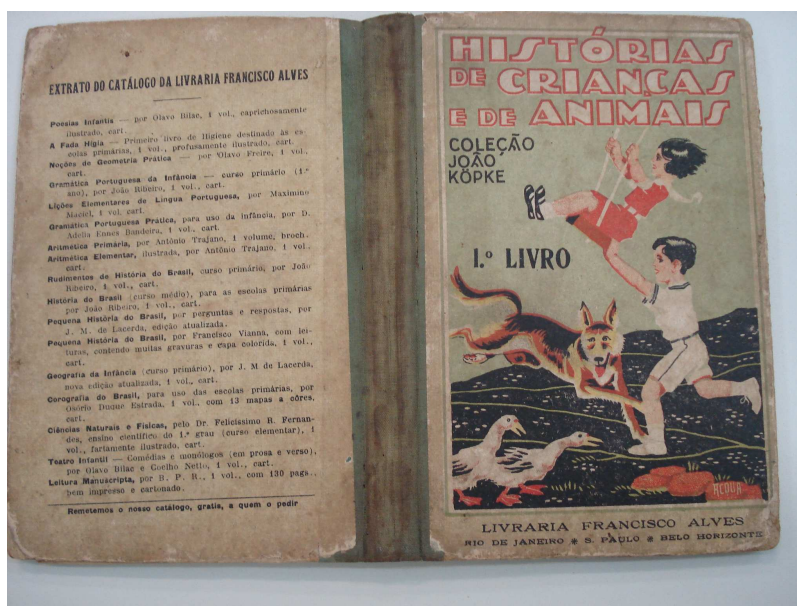 EXTRATO DO CATÁLOGO DA LIVRARIA FRANCISCO ALVES
Poesias Infantis — por Olavo Bilac, 1 vol., caprichosamente
ilustrado, cart.
A Fada Higia — Primeiro livro de Higiene destinado às es-
colas primárias, 1 vol., profusamente ilustrado, cart.
Noções de Geometria Prática — por Olavo Freire, 1 vol.,
cart.
Gramática Portuguesa da Infância — curso primário (1.º
ano), por João Ribeiro, 1 vol., cart.
Lições Elementares de Língua Portuguesa, por Maximino
Maciel, 1 vol. cart.
Gramática Portuguesa Prática, para uso da infância, por D.
Adelia Ennes Bandeira, 1 vol., cart.
Aritmética Primária, por Antônio Trajano, 1 volume, broch.
Aritmética Elementar, ilustrada, por Antônio Trajano, 1 vol.,
cart.
Rudimentos de História do Brasil, curso primário, por João
Ribeiro, 1 vol., cart.
História do Brasil (curso médio), para as escolas primárias
por João Ribeiro, 1 vol., cart.
Pequena História do Brasil, por perguntas e respostas, por
J. M. de Lacerda, edição atualizada.
Pequena História do Brasil, por Francisco Vianna, com lei-
turas, contendo muitas gravuras e capa colorida, 1 vol.,
cart.
Geografia da Infância (curso primário), por J. M de Lacerda,
nova edição atualizada, 1 vol., cart.
Corografia do Brasil, para uso das escolas primárias, por
Osório Duque Estrada, 1 vol., com 13 mapas a côres,
cart.
Ciências Naturais e Físicas, pelo Dr. Felicissimo R. Fernan-
des, ensino científico do 1.º grau (curso elementar), 1
vol., fartamente ilustrado, cart.
Teatro Infantil — Comédias e monólogos (em prosa e verso),
por Olavo Bilac e Coelho Netto, 1 vol., cart.
Leitura Manuscripta, por B. P. R., 1 vol., com 130 pags.,
bem impresso e cartonado.
Remetemos o nosso catálogo, gratis, a quem o pedir
HISTÓRIAS
DE CRIANÇAS
E DE ANIMAIS
COLEÇÃO
JOÃO
KÖPKE
1.º LIVRO
LIVRARIA FRANCISCO ALVES
RIO DE JANEIRO * S. PAULO * BELO HORIZONTE